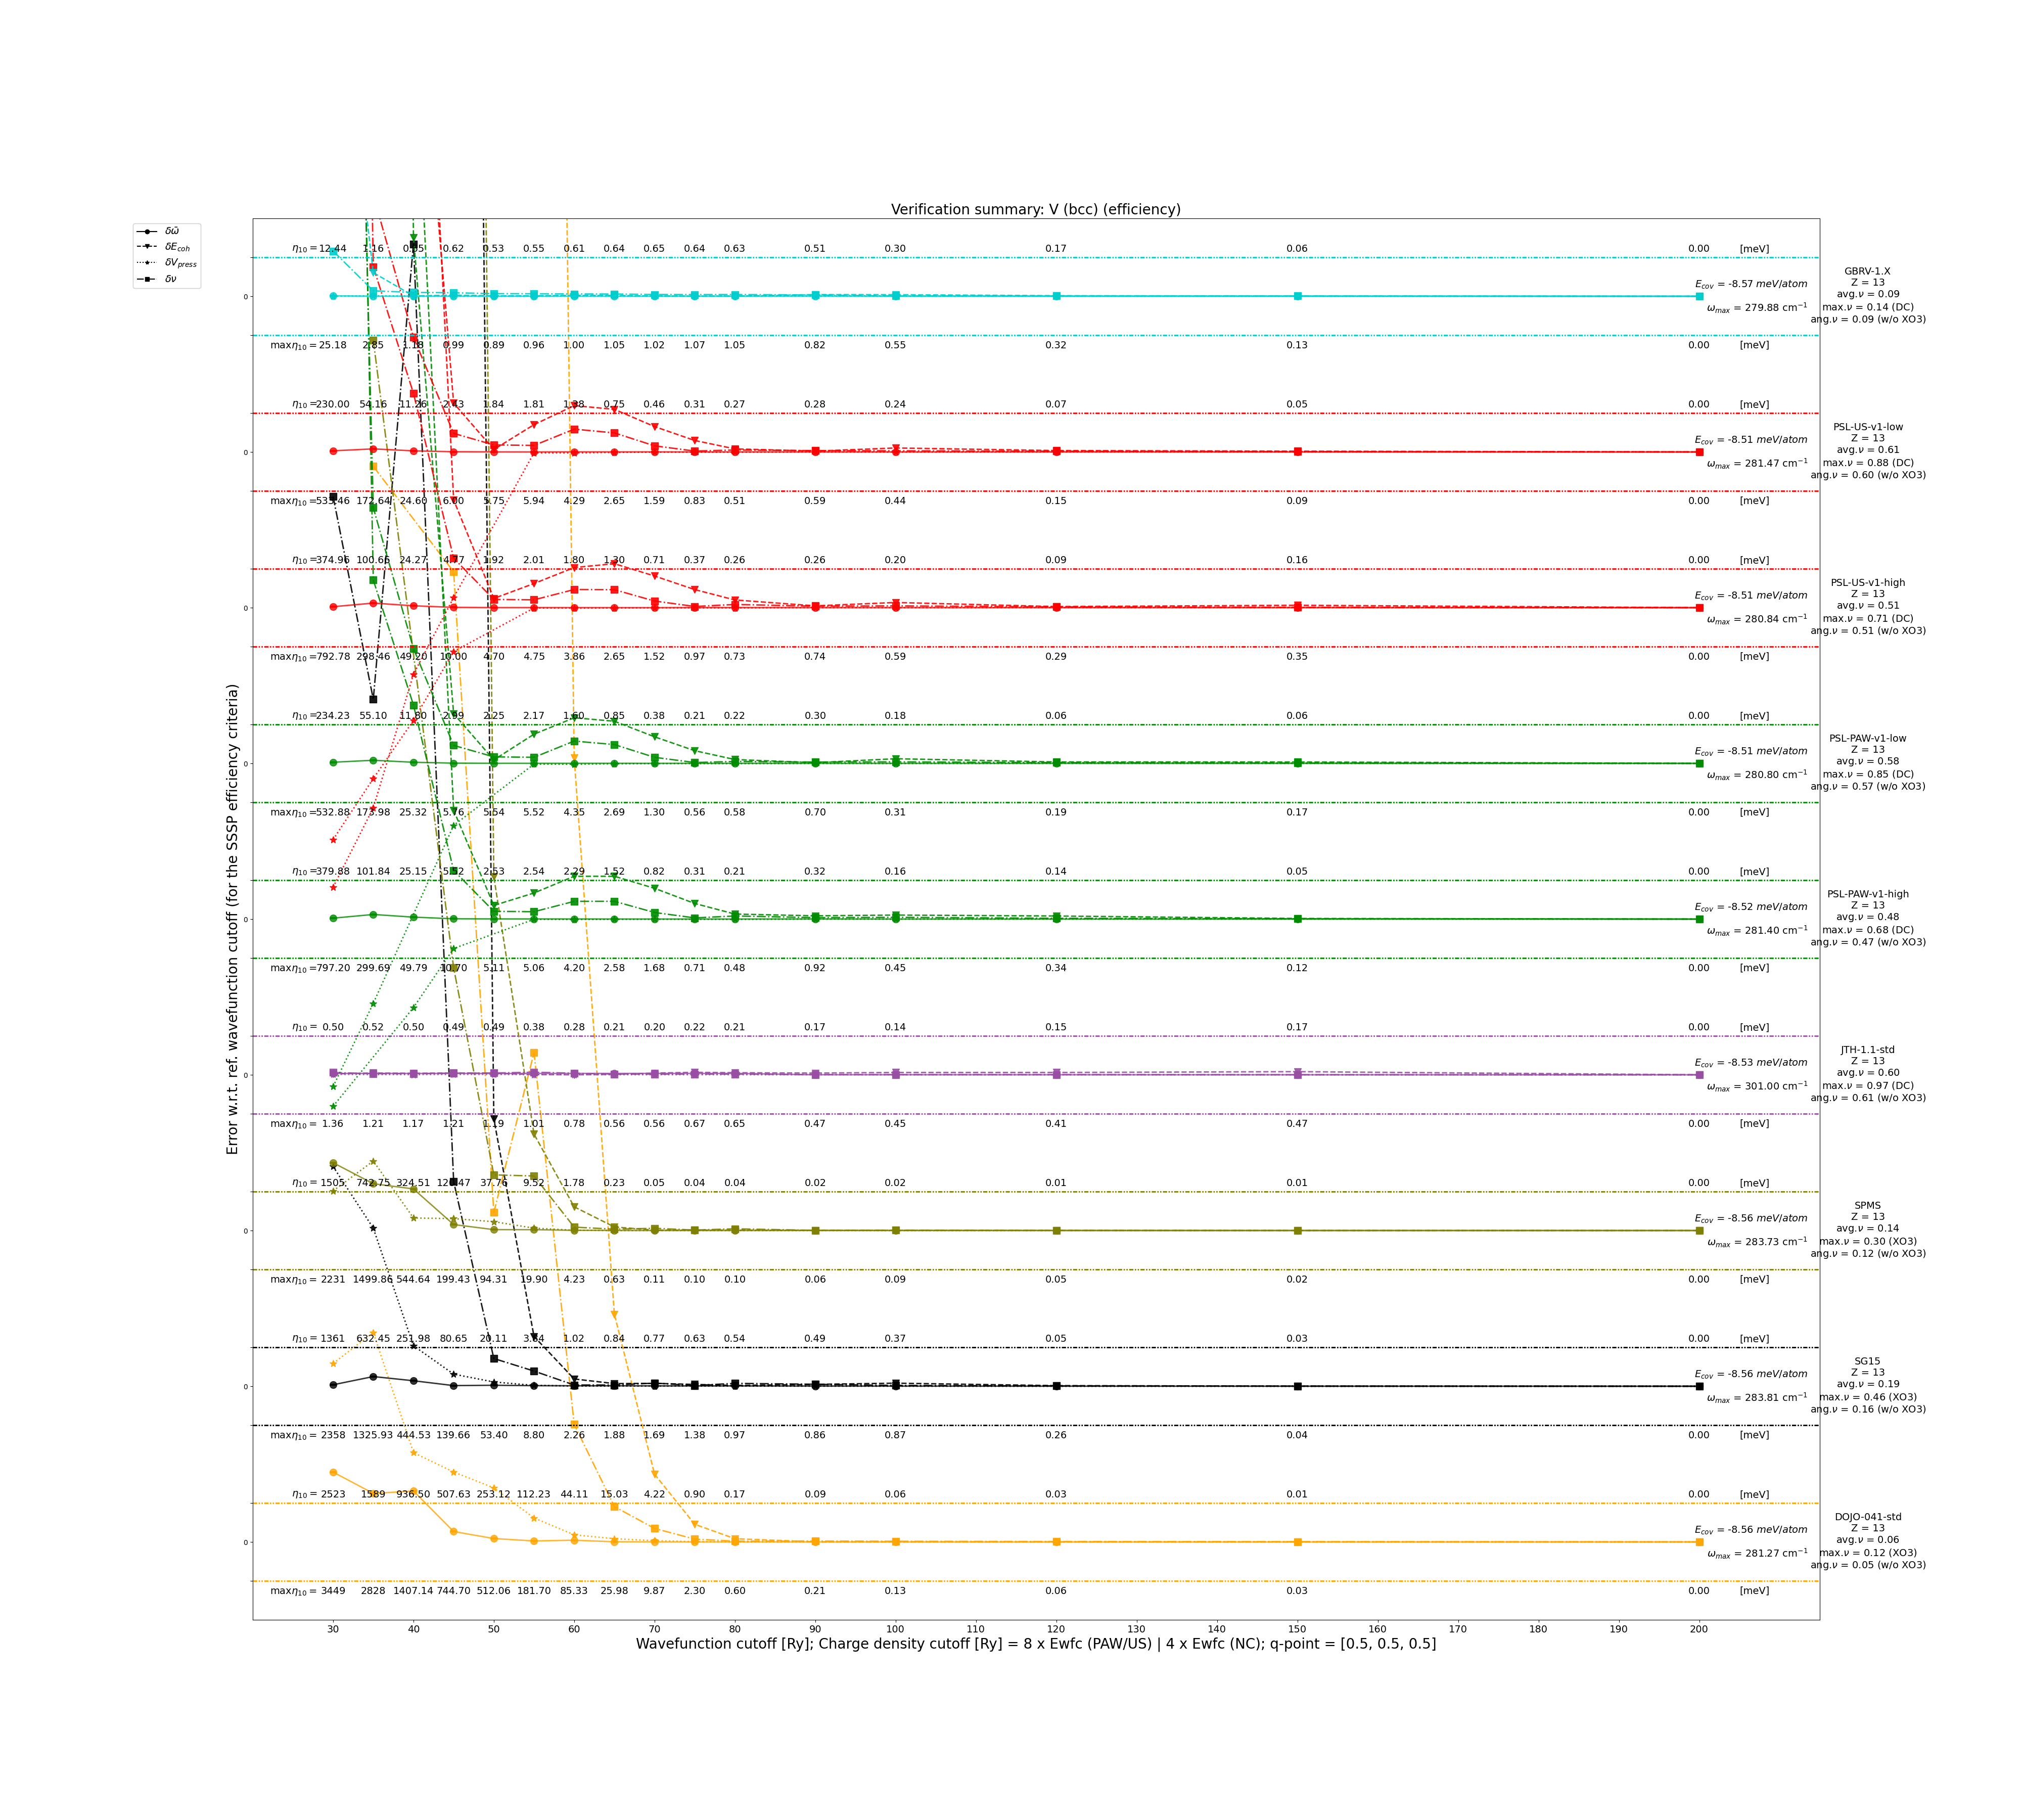 Verification summary: V (bcc) (efficiency)
δω̄
δE_coh
δV_press
δν
Error w.r.t. ref. wavefunction cutoff (for the SSSP efficiency criteria)
η₁₀ = 12.44 1.16 0.62 0.53 0.55 0.61 0.64 0.65 0.64 0.63 0.51 0.30 0.17 0.06 0.00 [meV]
0
E_cov = -8.57 meV/atom
ω_max = 279.88 cm⁻¹
GBRV-1.X
Z = 13
avg.ν = 0.09
max.ν = 0.14 (DC)
ang.ν = 0.09 (w/o XO3)
maxη₁₀ = 25.18 2.85 1.18 0.99 0.89 0.96 1.00 1.05 1.02 1.07 1.05 0.82 0.55 0.32 0.13 0.00 [meV]
η₁₀ = 230.00 54.16 11.26 2.43 1.84 1.81 1.38 0.75 0.46 0.31 0.27 0.28 0.24 0.07 0.05 0.00 [meV]
0
E_cov = -8.51 meV/atom
ω_max = 281.47 cm⁻¹
PSL-US-v1-low
Z = 13
avg.ν = 0.61
max.ν = 0.88 (DC)
ang.ν = 0.60 (w/o XO3)
maxη₁₀ = 533.46 172.64 24.60 5.75 5.94 4.29 2.65 1.59 0.83 0.51 0.59 0.44 0.15 0.09 0.00 [meV]
η₁₀ = 374.96 100.65 24.27 4.77 1.92 2.01 1.80 1.30 0.71 0.37 0.26 0.26 0.20 0.09 0.16 0.00 [meV]
0
E_cov = -8.51 meV/atom
ω_max = 280.84 cm⁻¹
PSL-US-v1-high
Z = 13
avg.ν = 0.51
max.ν = 0.71 (DC)
ang.ν = 0.51 (w/o XO3)
maxη₁₀ = 792.78 298.46 49.20 10.00 4.70 4.75 3.86 2.65 1.52 0.97 0.73 0.74 0.59 0.29 0.35 0.00 [meV]
η₁₀ = 234.23 55.10 11.80 2.99 2.25 2.17 1.60 0.85 0.38 0.21 0.22 0.30 0.18 0.06 0.06 0.00 [meV]
0
E_cov = -8.51 meV/atom
ω_max = 280.80 cm⁻¹
PSL-PAW-v1-low
Z = 13
avg.ν = 0.58
max.ν = 0.85 (DC)
ang.ν = 0.57 (w/o XO3)
maxη₁₀ = 532.88 173.98 25.32 5.76 5.54 5.52 4.35 2.69 1.30 0.56 0.58 0.70 0.31 0.19 0.17 0.00 [meV]
η₁₀ = 379.88 101.84 25.15 2.53 2.54 2.29 1.52 0.82 0.31 0.21 0.32 0.16 0.14 0.05 0.00 [meV]
0
E_cov = -8.52 meV/atom
ω_max = 281.40 cm⁻¹
PSL-PAW-v1-high
Z = 13
avg.ν = 0.48
max.ν = 0.68 (DC)
ang.ν = 0.47 (w/o XO3)
maxη₁₀ = 797.20 299.69 49.79 10.70 5.11 5.06 4.20 2.58 1.68 0.71 0.48 0.92 0.45 0.34 0.12 0.00 [meV]
η₁₀ = 0.50 0.52 0.50 0.49 0.49 0.38 0.28 0.21 0.20 0.22 0.21 0.17 0.14 0.15 0.17 0.00 [meV]
0
E_cov = -8.53 meV/atom
ω_max = 301.00 cm⁻¹
JTH-1.1-std
Z = 13
avg.ν = 0.60
max.ν = 0.97 (DC)
ang.ν = 0.61 (w/o XO3)
maxη₁₀ = 1.36 1.21 1.17 1.21 1.19 1.01 0.78 0.56 0.56 0.67 0.65 0.47 0.45 0.41 0.47 0.00 [meV]
η₁₀ = 1505 742.75 324.51 37.76 9.52 1.78 0.23 0.05 0.04 0.04 0.02 0.02 0.01 0.01 0.00 [meV]
0
E_cov = -8.56 meV/atom
ω_max = 283.73 cm⁻¹
SPMS
Z = 13
avg.ν = 0.14
max.ν = 0.30 (XO3)
ang.ν = 0.12 (w/o XO3)
maxη₁₀ = 2231 1499.86 544.64 199.43 94.31 19.90 4.23 0.63 0.11 0.10 0.10 0.06 0.09 0.05 0.02 0.00 [meV]
η₁₀ = 1361 632.45 251.98 80.65 20.11 1.02 0.84 0.77 0.63 0.54 0.49 0.37 0.05 0.03 0.00 [meV]
0
E_cov = -8.56 meV/atom
ω_max = 283.81 cm⁻¹
SG15
Z = 13
avg.ν = 0.19
max.ν = 0.46 (XO3)
ang.ν = 0.16 (w/o XO3)
maxη₁₀ = 2358 1325.93 444.53 139.66 53.40 8.80 2.26 1.88 1.69 1.38 0.97 0.86 0.87 0.26 0.04 0.00 [meV]
η₁₀ = 2523 1589 936.50 507.63 253.12 112.23 44.11 15.03 4.22 0.90 0.17 0.09 0.06 0.03 0.01 0.00 [meV]
0
E_cov = -8.56 meV/atom
ω_max = 281.27 cm⁻¹
DOJO-041-std
Z = 13
avg.ν = 0.06
max.ν = 0.12 (XO3)
ang.ν = 0.05 (w/o XO3)
maxη₁₀ = 3449 2828 1407.14 744.70 512.06 181.70 85.33 25.98 9.87 2.30 0.60 0.21 0.13 0.06 0.03 0.00 [meV]
30 40 50 60 70 80 90 100 110 120 130 140 150 160 170 180 190 200
Wavefunction cutoff [Ry]; Charge density cutoff [Ry] = 8 x Ewfc (PAW/US) | 4 x Ewfc (NC); q-point = [0.5, 0.5, 0.5]